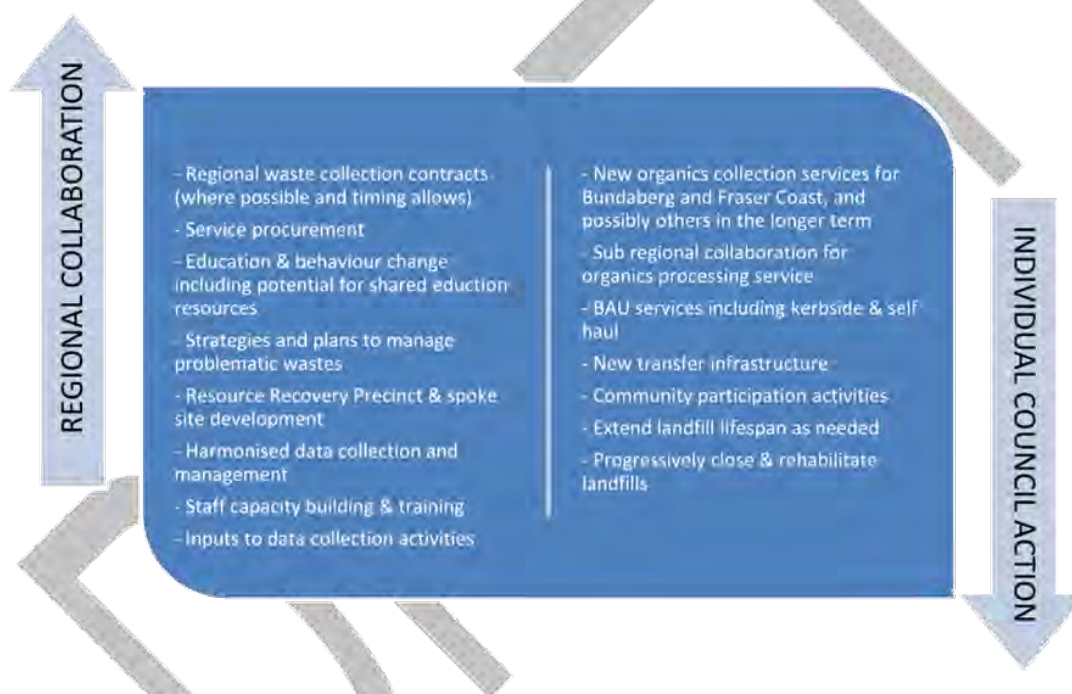 REGIONAL COLLABORATION
- Regional waste collection contracts
(where possible and timing allows)
- Service procurement
- Education & behaviour change
including potential for shared eduction
resources
- Strategies and plans to manage
problematic wastes
- Resource Recovery Precinct & spoke
site development
- Harmonised data collection and
management
- Staff capacity building & training
- Inputs to data collection activities
- New organics collection services for
Bundaberg and Fraser Coast, and
possibly others in the longer term
- Sub regional collaboration for
organics processing service
- BAU services including kerbside & self
haul
- New transfer infrastructure
- Community participation activities
- Extend landfill lifespan as needed
- Progressively close & rehabilitate
landfills
INDIVIDUAL COUNCIL ACTION